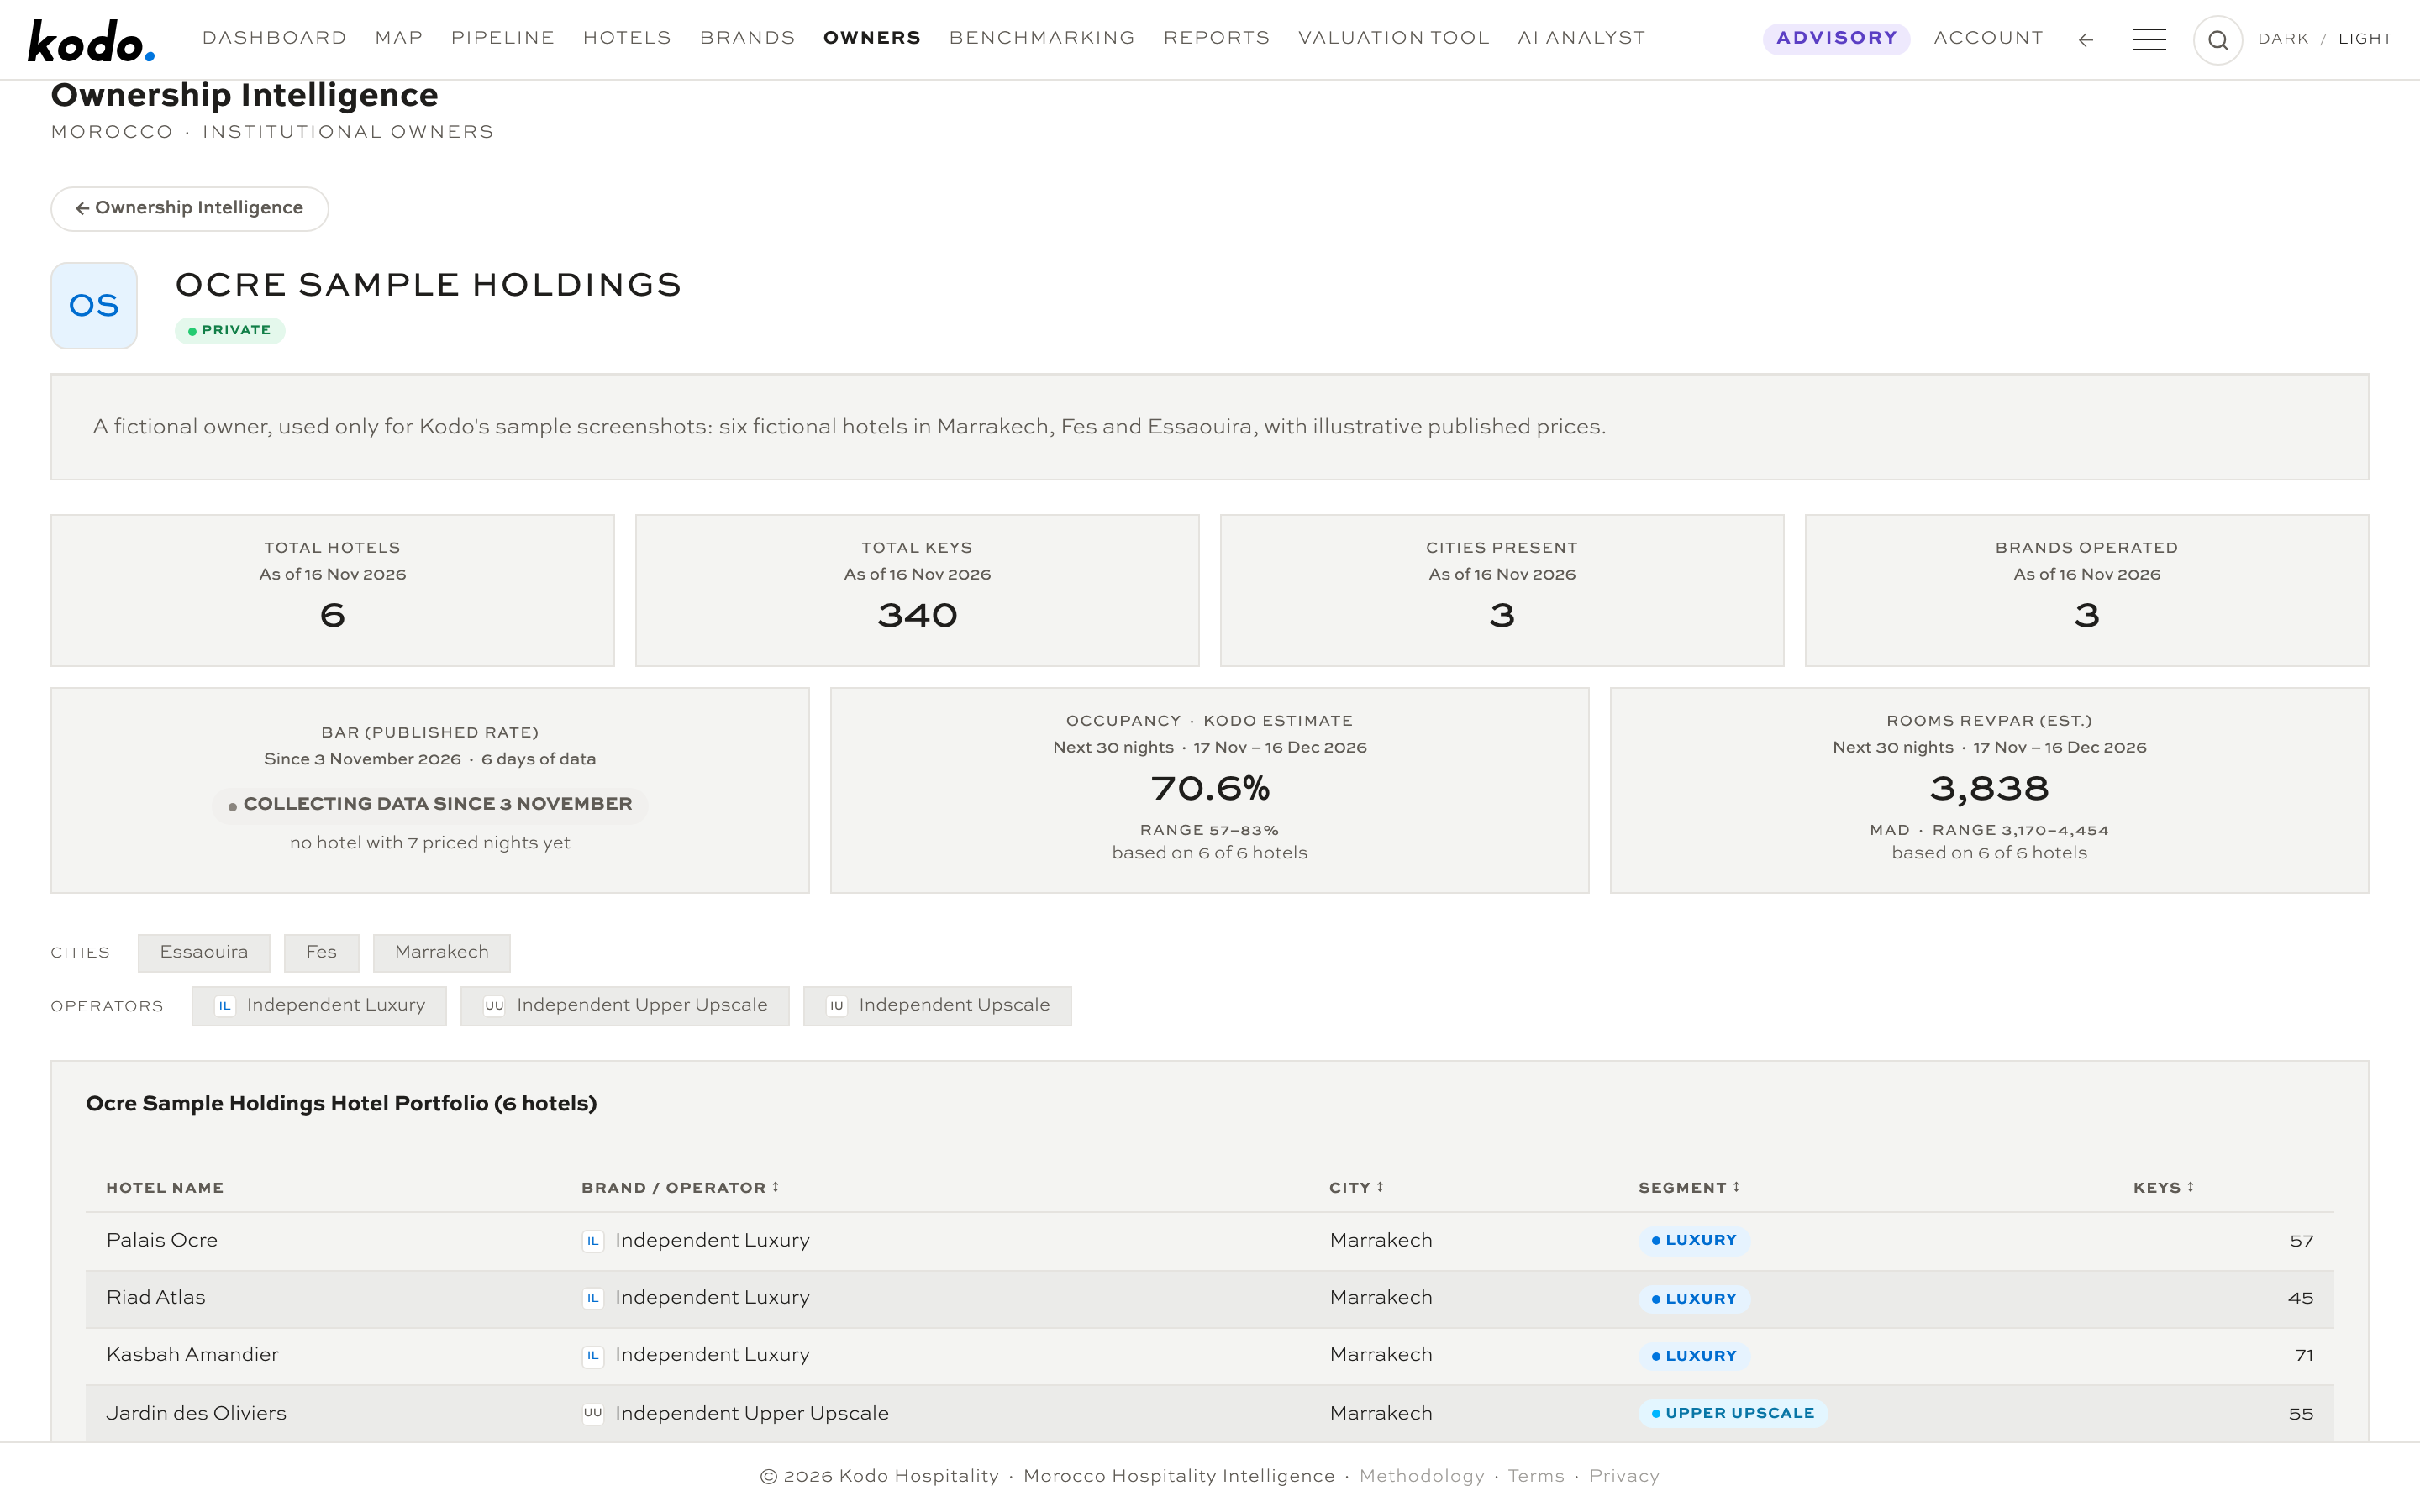 kodo. DASHBOARD MAP PIPELINE HOTELS BRANDS OWNERS BENCHMARKING REPORTS VALUATION TOOL AI ANALYST ADVISORY ACCOUNT ← DARK / LIGHT
Ownership Intelligence
MOROCCO · INSTITUTIONAL OWNERS
← Ownership Intelligence
OS
OCRE SAMPLE HOLDINGS
PRIVATE
A fictional owner, used only for Kodo's sample screenshots: six fictional hotels in Marrakech, Fes and Essaouira, with illustrative published prices.
TOTAL HOTELS
As of 16 Nov 2026
6
TOTAL KEYS
As of 16 Nov 2026
340
CITIES PRESENT
As of 16 Nov 2026
3
BRANDS OPERATED
As of 16 Nov 2026
3
BAR (PUBLISHED RATE)
Since 3 November 2026 · 6 days of data
COLLECTING DATA SINCE 3 NOVEMBER
no hotel with 7 priced nights yet
OCCUPANCY · KODO ESTIMATE
Next 30 nights · 17 Nov – 16 Dec 2026
70.6%
RANGE 57–83%
based on 6 of 6 hotels
ROOMS REVPAR (EST.)
Next 30 nights · 17 Nov – 16 Dec 2026
3,838
MAD · RANGE 3,170–4,454
based on 6 of 6 hotels
CITIES Essaouira Fes Marrakech
OPERATORS IL Independent Luxury UU Independent Upper Upscale IU Independent Upscale
Ocre Sample Holdings Hotel Portfolio (6 hotels)
HOTEL NAME BRAND / OPERATOR ↕ CITY ↕ SEGMENT ↕ KEYS ↕
Palais Ocre IL Independent Luxury Marrakech LUXURY 57
Riad Atlas IL Independent Luxury Marrakech LUXURY 45
Kasbah Amandier IL Independent Luxury Marrakech LUXURY 71
Jardin des Oliviers UU Independent Upper Upscale Marrakech UPPER UPSCALE 55
© 2026 Kodo Hospitality · Morocco Hospitality Intelligence · Methodology · Terms · Privacy